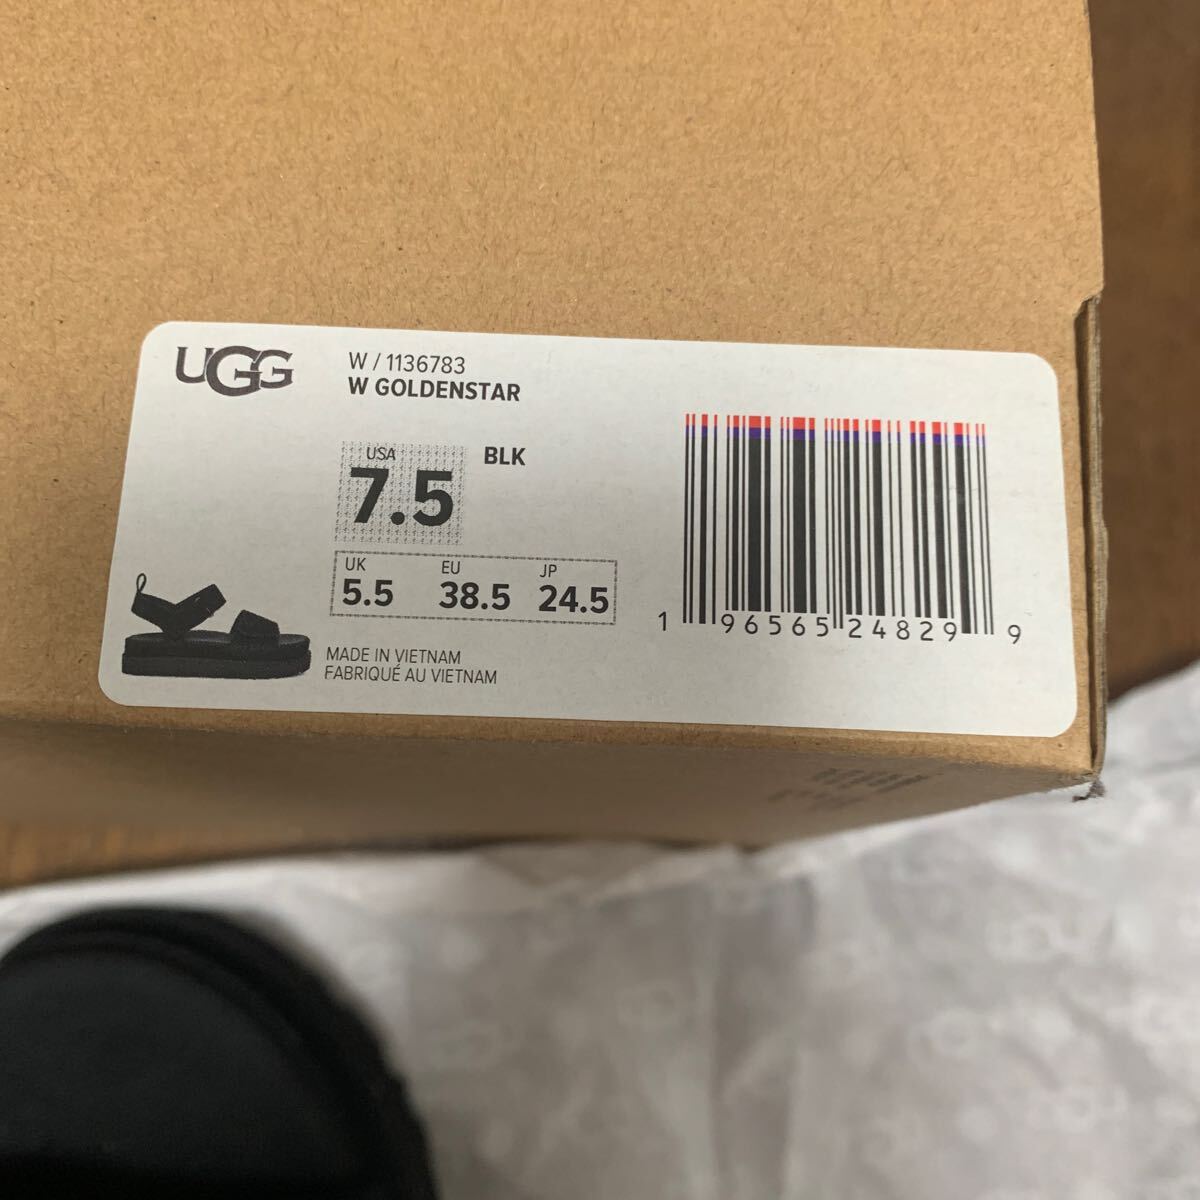 UGG
W / 1136783
W GOLDENSTAR
USA
7.5
BLK
UK
5.5
EU
38.5
JP
24.5
MADE IN VIETNAM
FABRIQUÉ AU VIETNAM
1 96565 24829 9